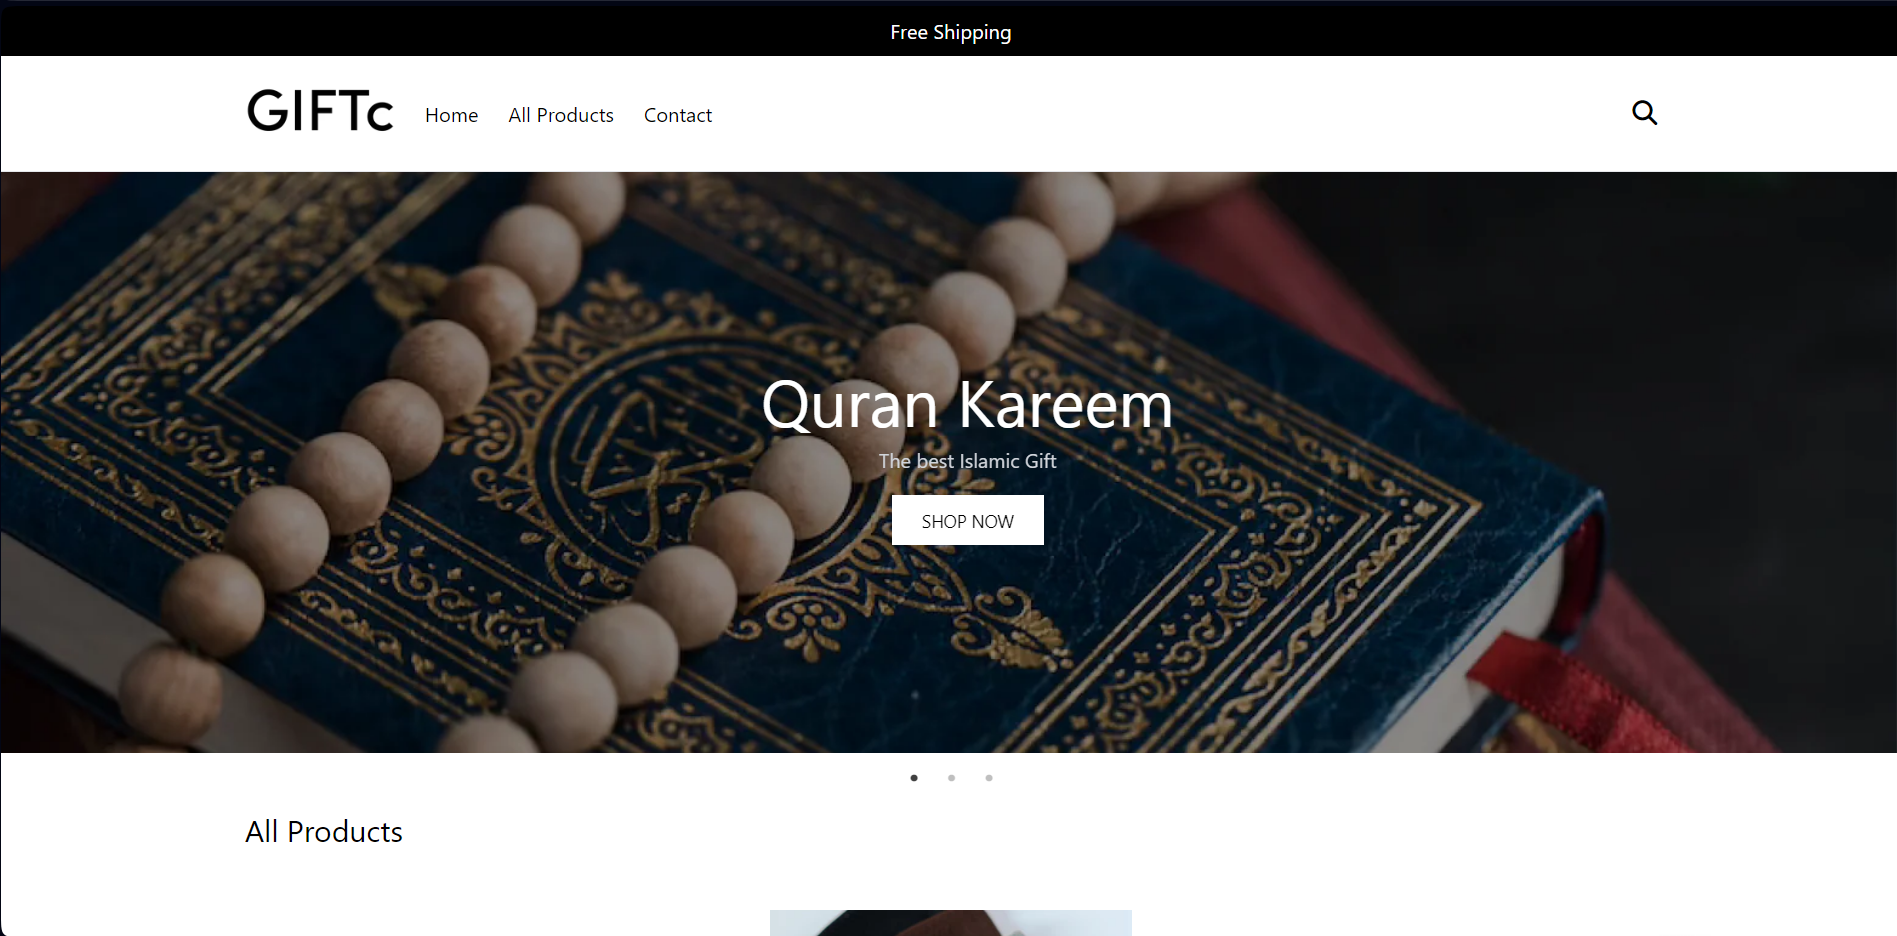 Free Shipping
GIFTc
Home
All Products
Contact
Quran Kareem
The best Islamic Gift
SHOP NOW
All Products